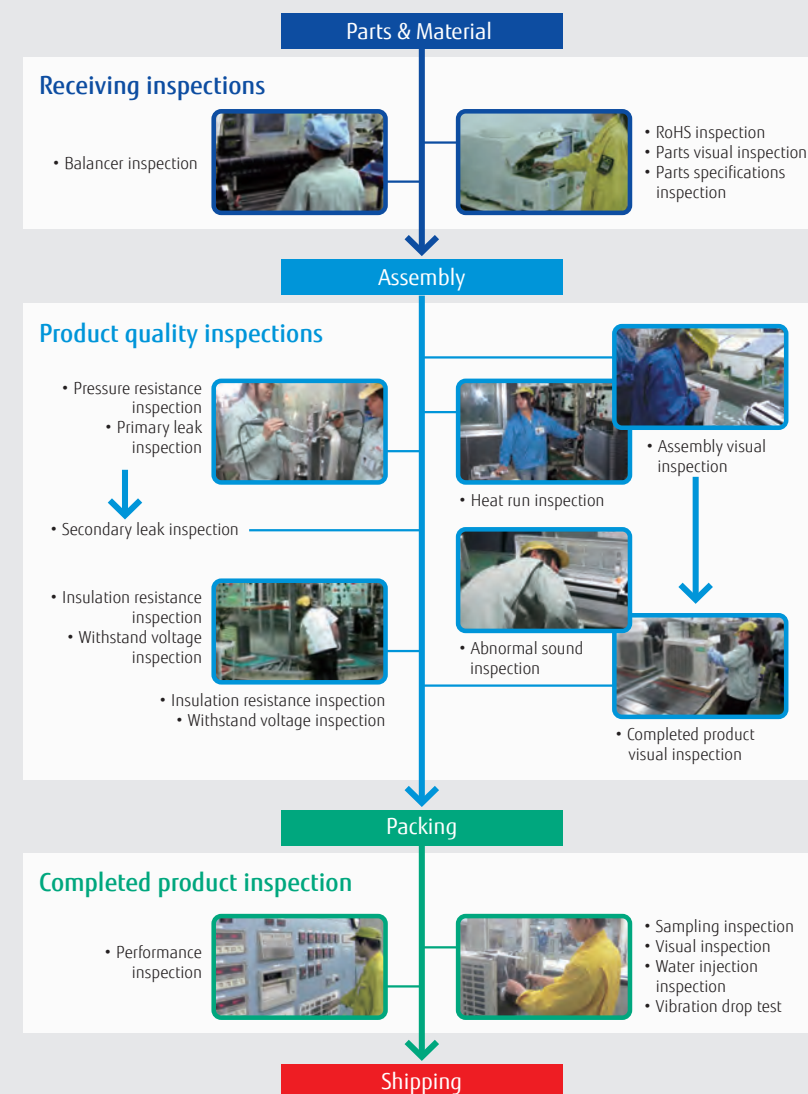 Parts & Material
Receiving inspections
• Balancer inspection
• RoHS inspection
• Parts visual inspection
• Parts specifications
inspection
Assembly
Product quality inspections
• Pressure resistance
inspection
• Primary leak
inspection
• Secondary leak inspection
• Heat run inspection
• Assembly visual
inspection
• Insulation resistance
inspection
• Withstand voltage
inspection
• Insulation resistance inspection
• Withstand voltage inspection
• Abnormal sound
inspection
• Completed product
visual inspection
Packing
Completed product inspection
• Performance
inspection
• Sampling inspection
• Visual inspection
• Water injection
inspection
• Vibration drop test
Shipping